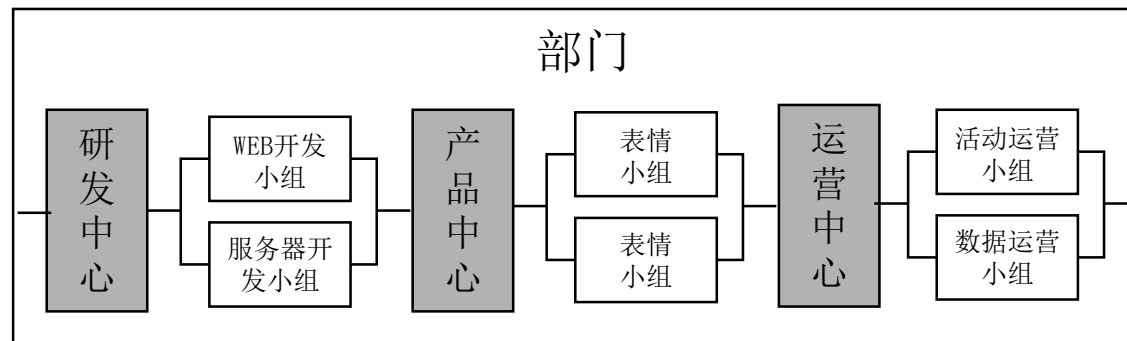 部门
研发中心
WEB开发
小组
服务器开
发小组
产品中心
表情
小组
表情
小组
运营中心
活动运营
小组
数据运营
小组